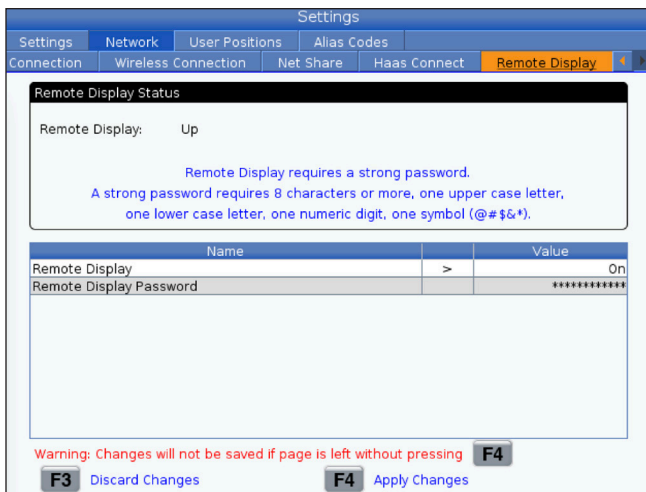 Settings
Settings Network User Positions Alias Codes
Connection Wireless Connection Net Share Haas Connect Remote Display
Remote Display Status
Remote Display: Up
Remote Display requires a strong password.
A strong password requires 8 characters or more, one upper case letter,
one lower case letter, one numeric digit, one symbol (@#$&*).
Name Value
Remote Display > On
Remote Display Password ************
Warning: Changes will not be saved if page is left without pressing F4
F3 Discard Changes F4 Apply Changes